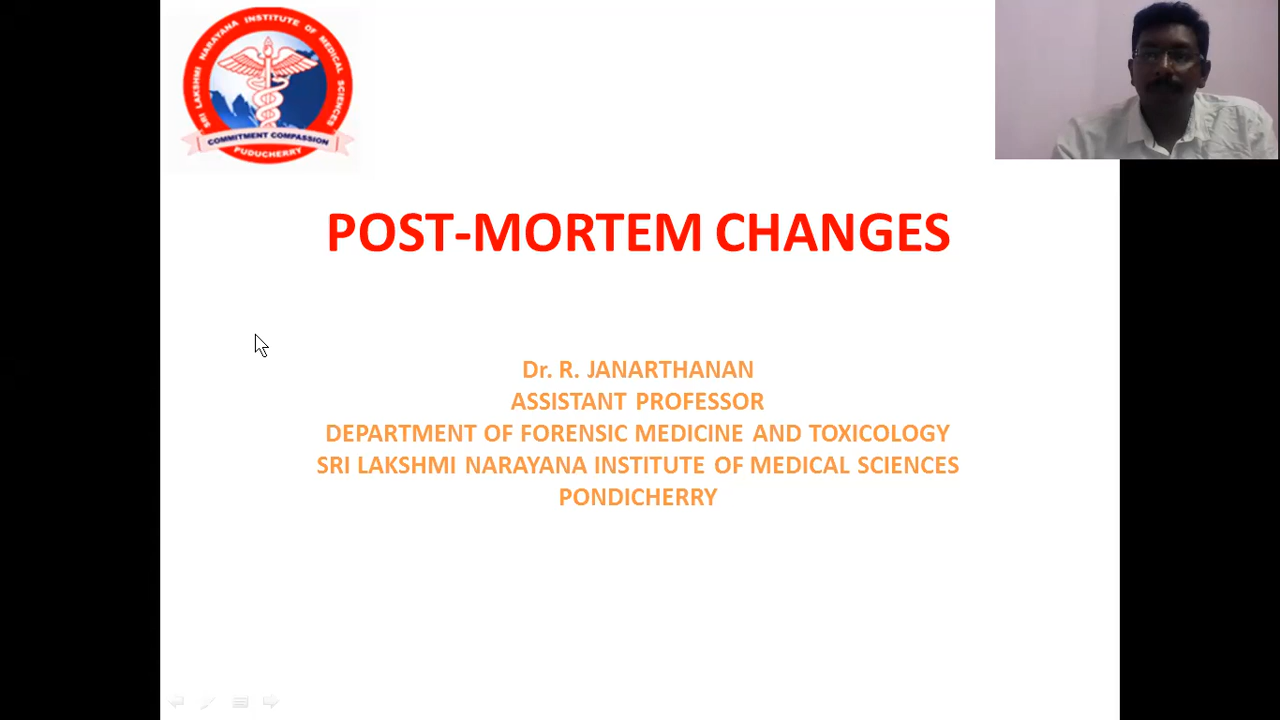 SRI LAKSHMI NARAYANA INSTITUTE OF MEDICAL SCIENCES
COMMITMENT COMPASSION
PUDUCHERRY
POST-MORTEM CHANGES
Dr. R. JANARTHANAN
ASSISTANT PROFESSOR
DEPARTMENT OF FORENSIC MEDICINE AND TOXICOLOGY
SRI LAKSHMI NARAYANA INSTITUTE OF MEDICAL SCIENCES
PONDICHERRY